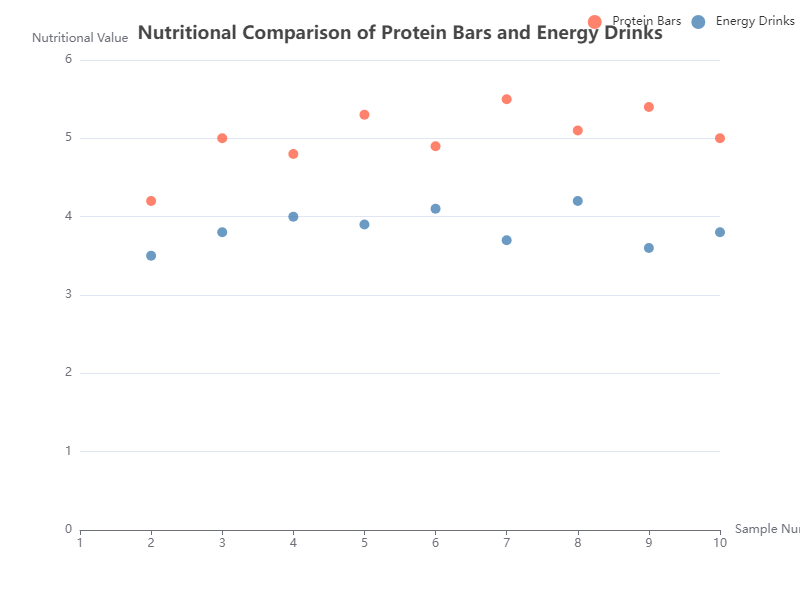 Nutritional Comparison of Protein Bars and Energy Drinks
Protein Bars
Energy Drinks
Nutritional Value
6
5
4
3
2
1
0
1 2 3 4 5 6 7 8 9 10
Sample